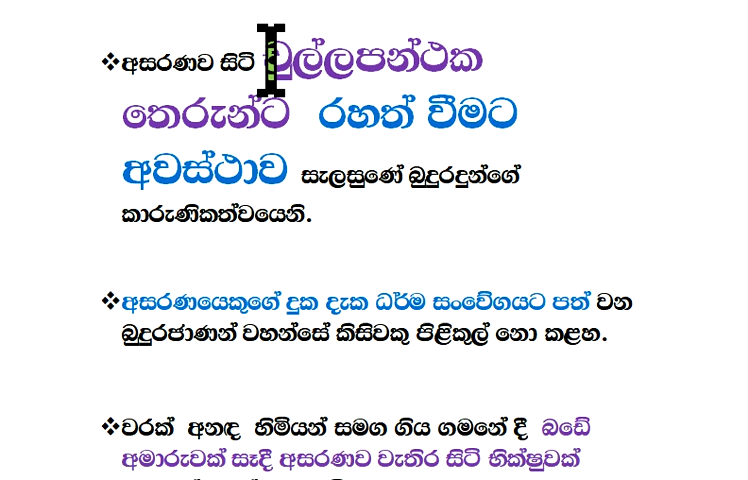 ❖අසරණව සිටි චුල්ලපන්ථක
තෙරුන්ට රහත් වීමට
අවස්ථාව සැලසුණේ බුදුරදුන්ගේ
කාරුණිකත්වයෙනි.
❖අසරණයෙකුගේ දුක දැක ධර්ම සංවේගයට පත් වන
බුදුරජාණන් වහන්සේ කිසිවකු පිළිකුල් නො කළහ.
❖වරක් අනඳ හිමියන් සමග ගිය ගමනේ දී බඩේ
අමාරුවක් සෑදී අසරණව වැතිර සිටි භික්ෂුවක්